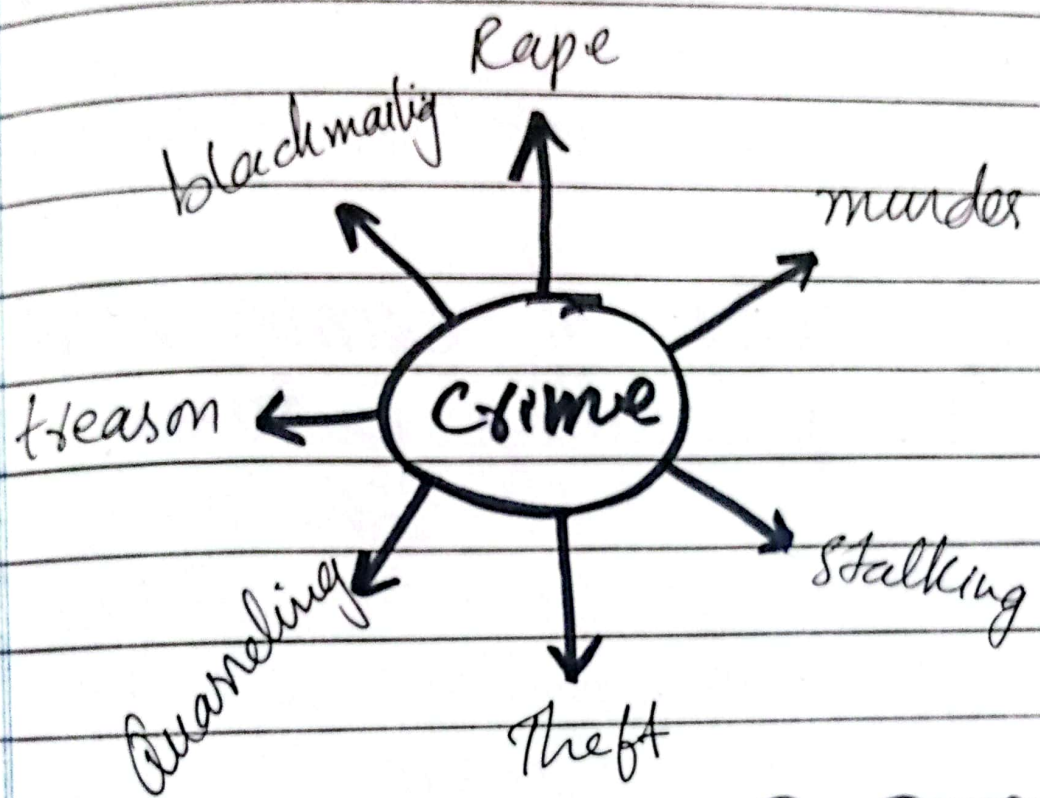 Rape
blackmailig
murder
Crime
treason
Stalking
Quarreling
Theft